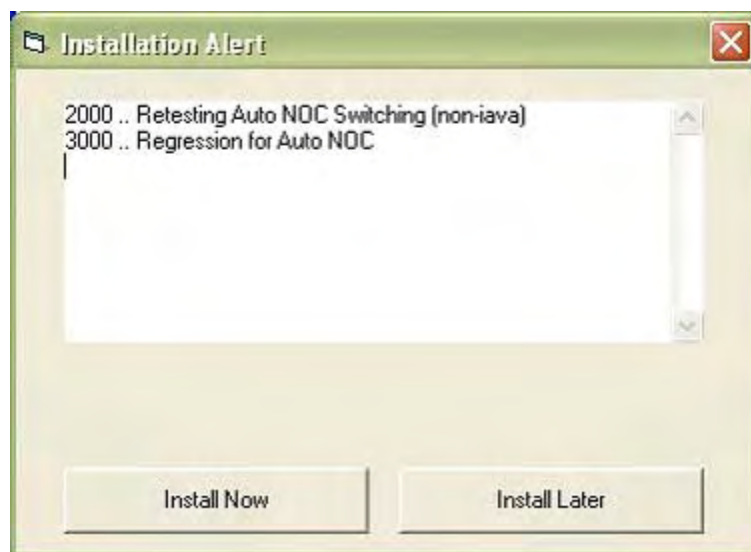 Installation Alert
2000 .. Retesting Auto NOC Switching (non-iava)
3000 .. Regression for Auto NOC
Install Now
Install Later